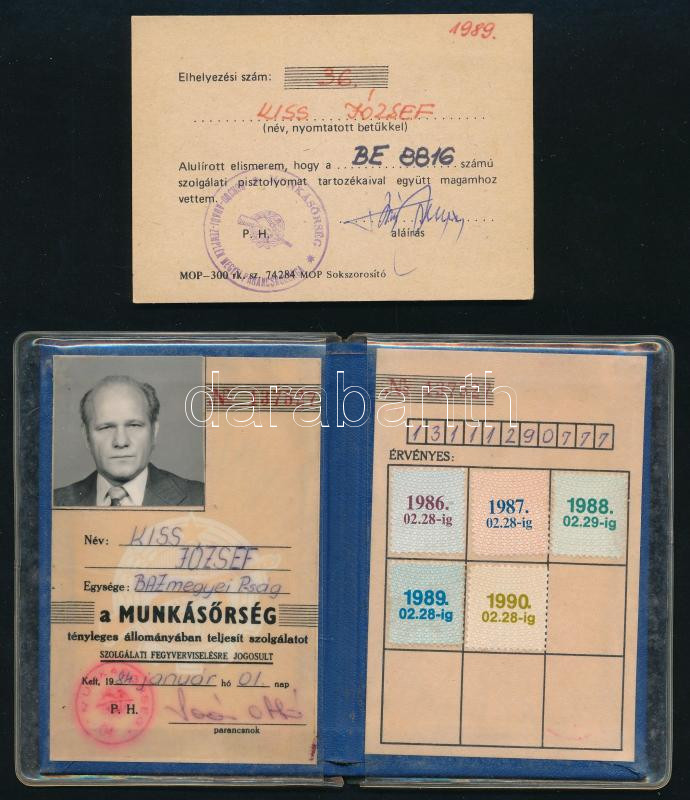 1989.
Elhelyezési szám: 36.
KISS JÓZSEF
(név, nyomtatott betűkkel)
Alulírott elismerem, hogy a BE 8816 számú
szolgálati pisztolyomat tartozékaival együtt magamhoz
vettem.
P. H.
aláírás
MOP–300 rk. sz. 74284 MOP Sokszorosító
darabanth
ÉRVÉNYES:
1986.
02.28-ig
1987.
02.28-ig
1988.
02.29-ig
1989.
02.28-ig
1990.
02.28-ig
Név: KISS
JÓZSEF
Egysége: BAZ megyei P-ság
a MUNKÁSŐRSÉG
tényleges állományában teljesít szolgálatot
SZOLGÁLATI FEGYVERVISELÉSRE JOGOSULT
Kelt, 1984. január hó 01. nap
P. H.
parancsnok